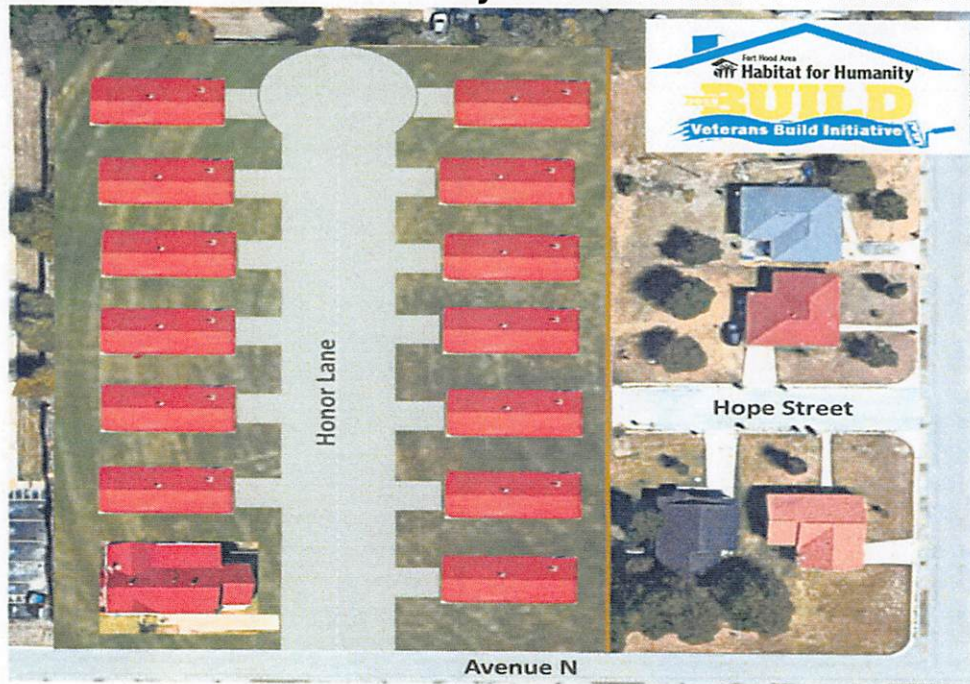 Fort Hood Area
Habitat for Humanity
BUILD
Veterans Build Initiative
Honor Lane
Hope Street
Avenue N